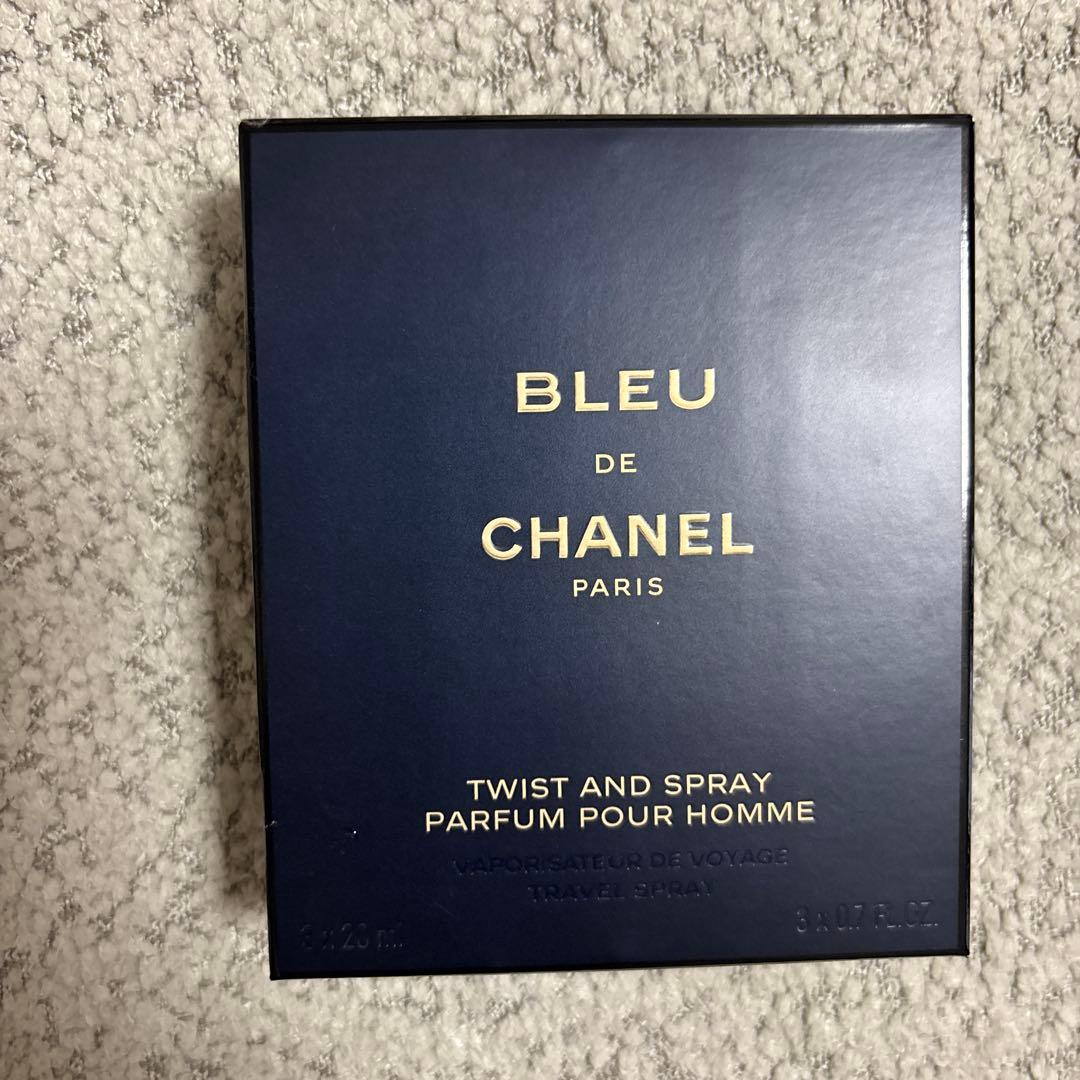 BLEU
DE
CHANEL
PARIS
TWIST AND SPRAY
PARFUM POUR HOMME
VAPORISATEUR DE VOYAGE
TRAVEL SPRAY
3 x 20 ml 3 x 0.7 FL.OZ.